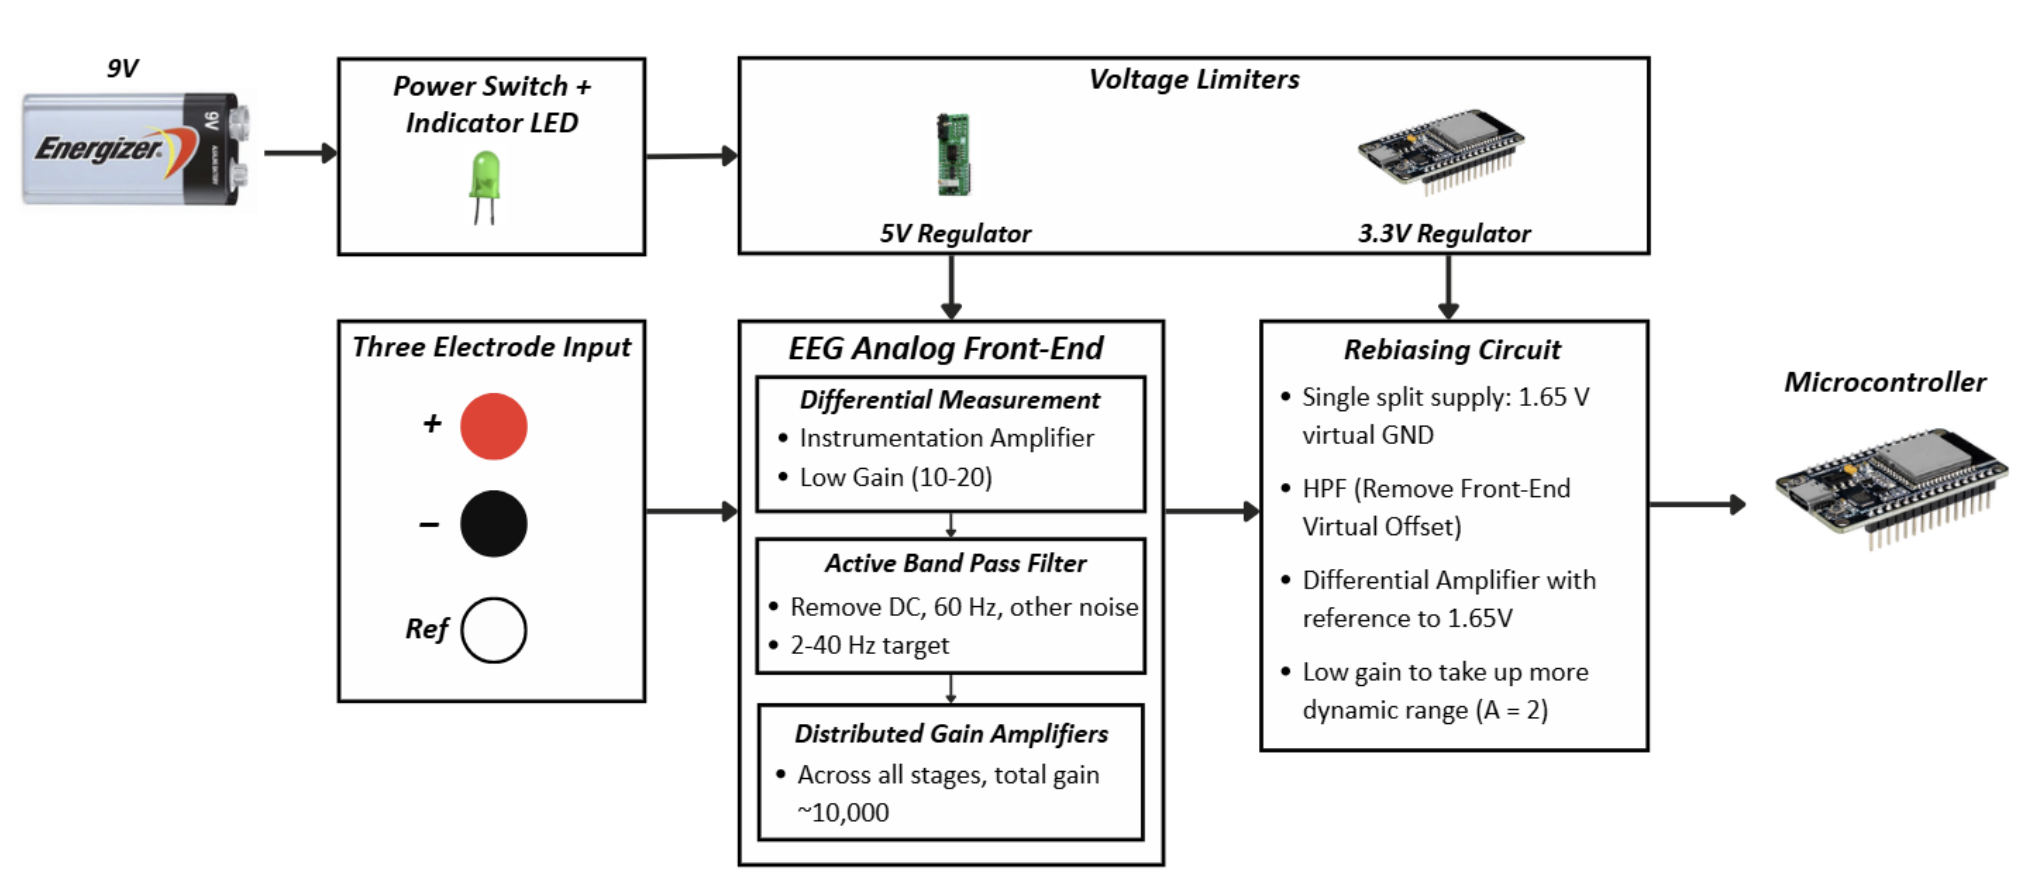 9V
Energizer.
9V
Power Switch +
Indicator LED
Voltage Limiters
5V Regulator
3.3V Regulator
Three Electrode Input
+
–
Ref
EEG Analog Front-End
Differential Measurement
• Instrumentation Amplifier
• Low Gain (10-20)
Active Band Pass Filter
• Remove DC, 60 Hz, other noise
• 2-40 Hz target
Distributed Gain Amplifiers
• Across all stages, total gain
~10,000
Rebiasing Circuit
• Single split supply: 1.65 V
virtual GND
• HPF (Remove Front-End
Virtual Offset)
• Differential Amplifier with
reference to 1.65V
• Low gain to take up more
dynamic range (A = 2)
Microcontroller